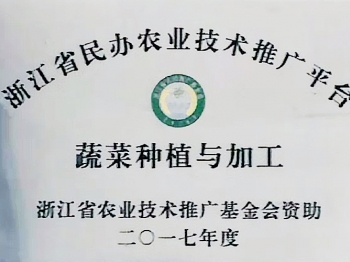 浙江省民办农业技术推广平台
蔬菜种植与加工
浙江省农业技术推广基金会资助
二〇一七年度